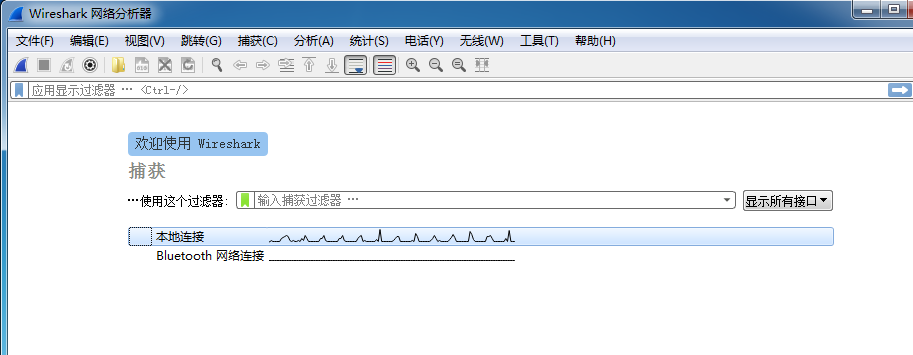 Wireshark 网络分析器
文件(F) 编辑(E) 视图(V) 跳转(G) 捕获(C) 分析(A) 统计(S) 电话(Y) 无线(W) 工具(T) 帮助(H)
应用显示过滤器 … <Ctrl-/>
欢迎使用 Wireshark
捕获
…使用这个过滤器: 输入捕获过滤器 … 显示所有接口
本地连接
Bluetooth 网络连接